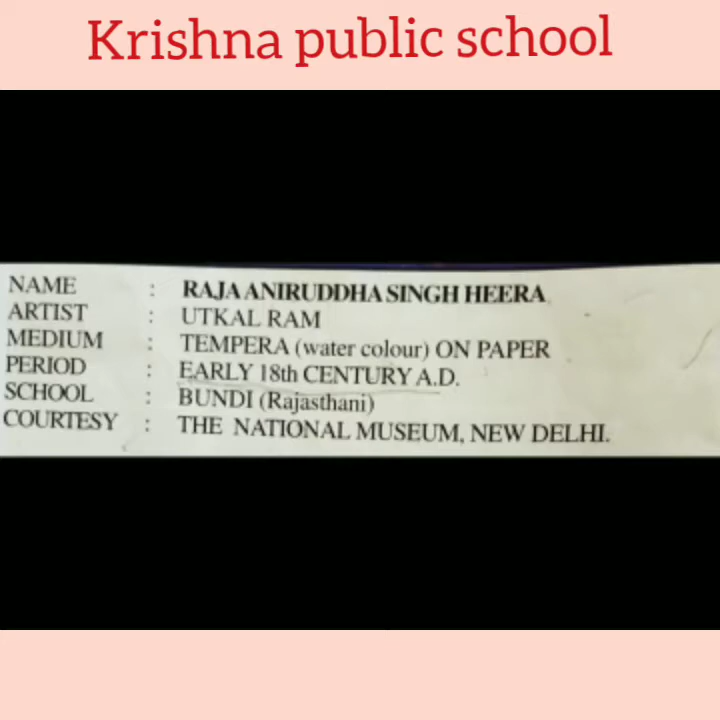 Krishna public school
NAME : RAJA ANIRUDDHA SINGH HEERA
ARTIST : UTKAL RAM
MEDIUM : TEMPERA (water colour) ON PAPER
PERIOD : EARLY 18th CENTURY A.D.
SCHOOL : BUNDI (Rajasthani)
COURTESY : THE NATIONAL MUSEUM, NEW DELHI.